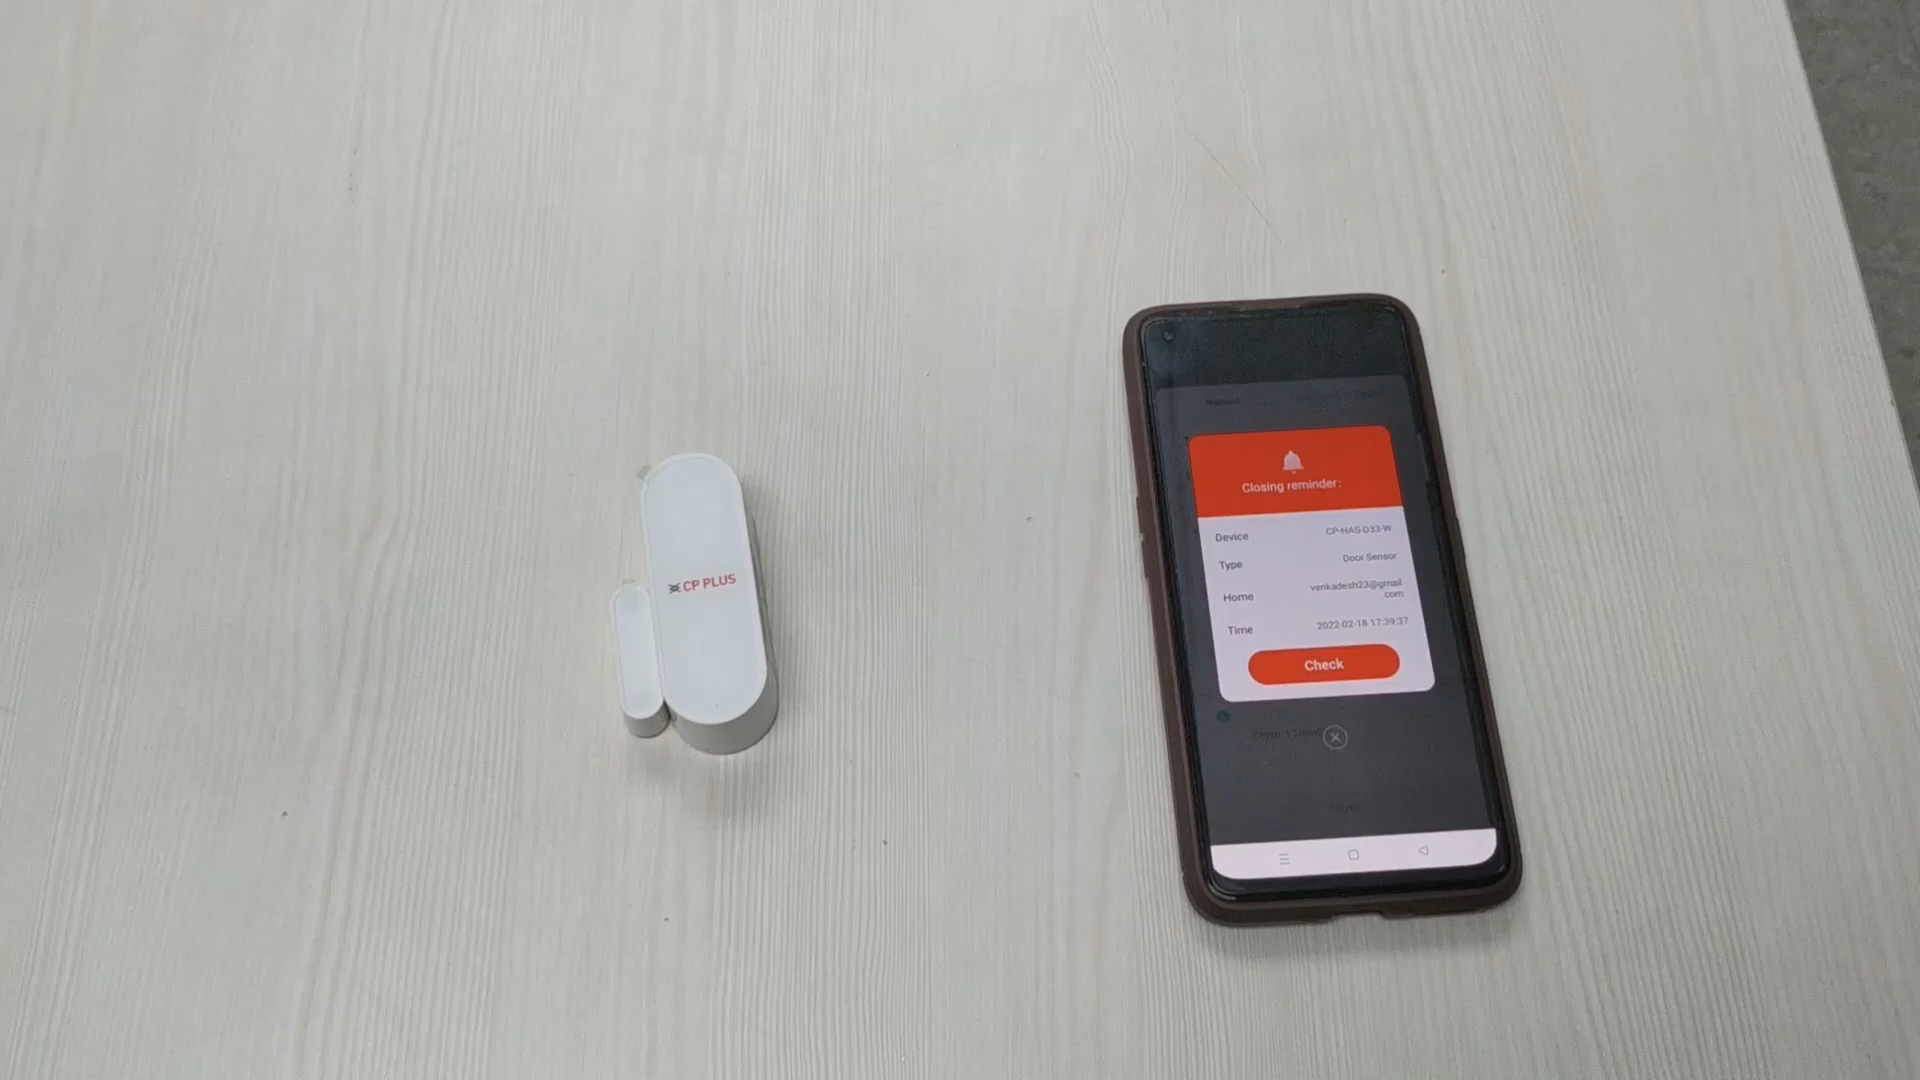 CP PLUS
Record
Closing reminder:
Device CP-HAS-D33-W
Type Door Sensor
Home venkadesh23@gmail
com
Time 2022-02-18 17:39:37
Check